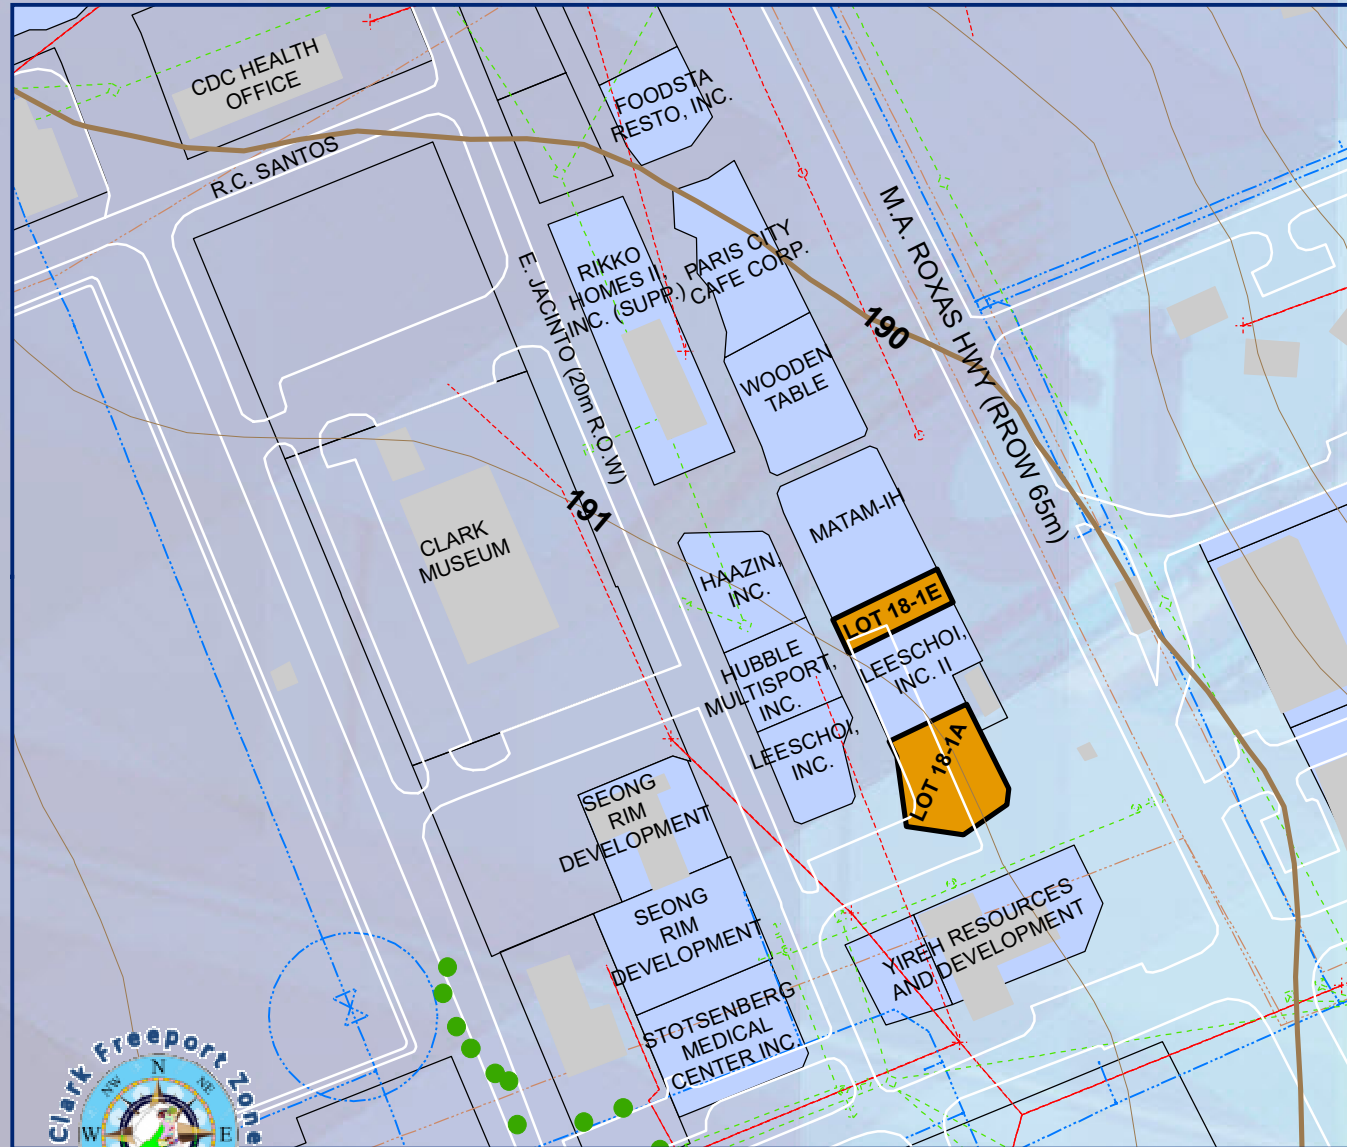 CDC HEALTH
OFFICE
R.C. SANTOS
FOODSTA
RESTO, INC.
E. JACINTO (20m R.O.W)
RIKKO
HOMES II,
INC. (SUPP.)
PARIS CITY
CAFE CORP.
M.A. ROXAS HWY (RROW 65m)
190
WOODEN
TABLE
191
MATAM-IH
CLARK
MUSEUM
HAAZIN,
INC.
LOT 18-1E
HUBBLE
MULTISPORT,
INC.
LEESCHOI,
INC. II
LEESCHOI,
INC.
LOT 18-1A
SEONG
RIM
DEVELOPMENT
SEONG
RIM
DEVELOPMENT
YIREH RESOURCES
AND DEVELOPMENT
STOTSENBERG
MEDICAL
CENTER INC
Clark Freeport Zone
N
NW
NE
W
E